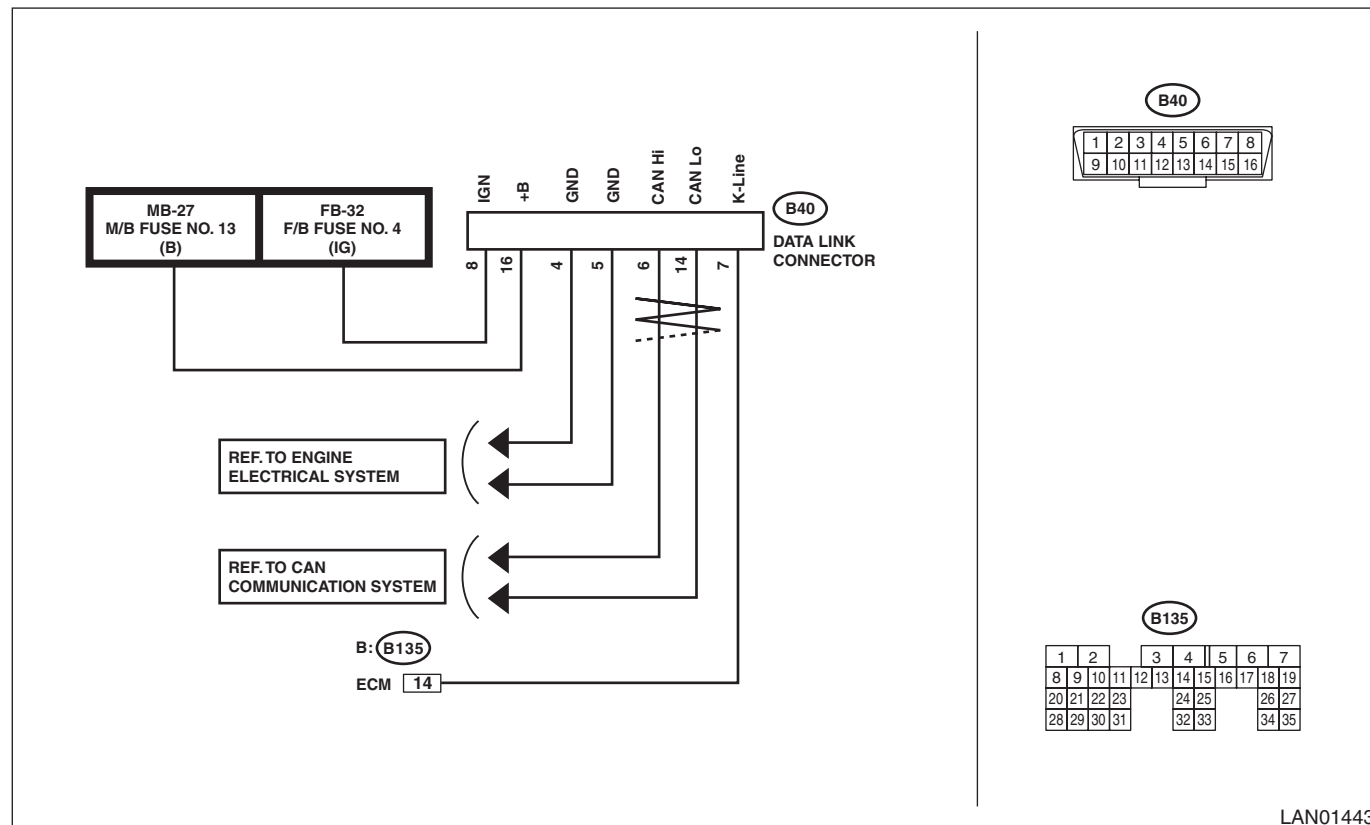 B40
1 2 3 4 5 6 7 8
9 10 11 12 13 14 15 16
IGN
+B
GND
GND
CAN Hi
CAN Lo
K-Line
MB-27
M/B FUSE NO. 13
(B)
FB-32
F/B FUSE NO. 4
(IG)
B40
DATA LINK
CONNECTOR
8 16 4 5 6 14 7
REF. TO ENGINE
ELECTRICAL SYSTEM
REF. TO CAN
COMMUNICATION SYSTEM
B: B135
ECM 14
B135
1 2 3 4 5 6 7
8 9 10 11 12 13 14 15 16 17 18 19
20 21 22 23 24 25 26 27
28 29 30 31 32 33 34 35
LAN01443